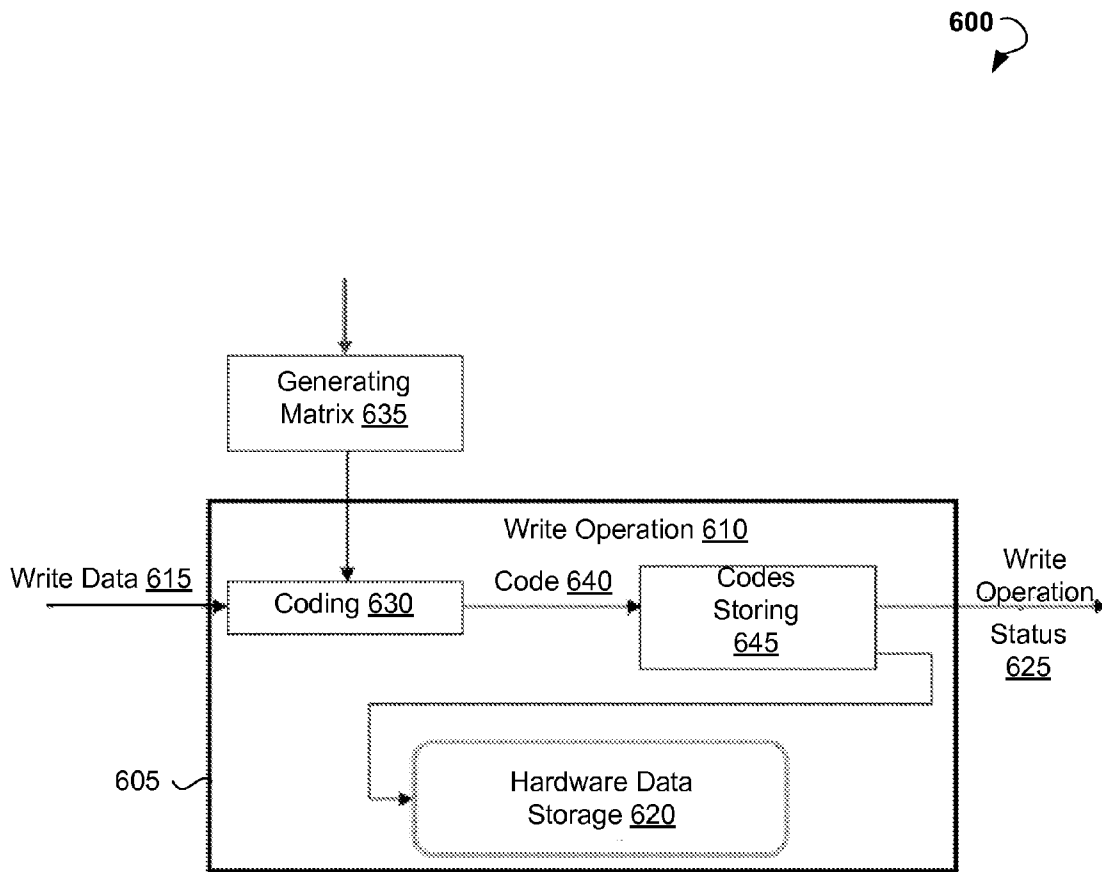 600
Generating
Matrix 635
Write Operation 610
Write Data 615
Coding 630
Code 640
Codes
Storing
645
Write
Operation
Status
625
605
Hardware Data
Storage 620